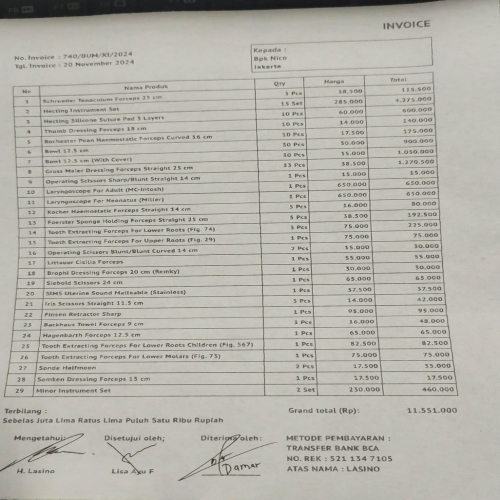 INVOICE
No. Invoice : 740/BUM/XI/2024
Tgl. Invoice : 20 November 2024
Kepada :
Bpk Nico
Jakarta
No Nama Produk Qty Harga Total
1 Schroeder Tenaculum Forceps 25 cm 3 Pcs 38.500 115.500
2 Hecting Instrument Set 15 Set 285.000 4.275.000
3 Hecting Silicone Suture Pad 3 Layers 10 Pcs 60.000 600.000
4 Thumb Dressing Forceps 18 cm 10 Pcs 14.000 140.000
5 Rochester Pean Haemostatic Forceps Curved 16 cm 10 Pcs 17.500 175.000
6 Bowl 12.5 cm 30 Pcs 30.000 900.000
7 Bowl 12.5 cm (With Cover) 30 Pcs 35.000 1.050.000
8 Grass Maier Dressing Forceps Straight 25 cm 33 Pcs 38.500 1.270.500
9 Operating Scissors Sharp/Blunt Straight 14 cm 1 Pcs 15.000 15.000
10 Laryngoscope For Adult (MC-Intosh) 1 Pcs 650.000 650.000
11 Laryngoscope For Neonatus (Miller) 1 Pcs 650.000 650.000
12 Kocher Haemostatic Forceps Straight 14 cm 5 Pcs 16.000 80.000
13 Foerster Sponge Holding Forceps Straight 25 cm 5 Pcs 38.500 192.500
14 Tooth Extracting Forceps For Lower Roots (Fig. 74) 3 Pcs 75.000 225.000
15 Tooth Extracting Forceps For Upper Roots (Fig. 29) 1 Pcs 75.000 75.000
16 Operating Scissors Blunt/Blunt Curved 14 cm 2 Pcs 15.000 30.000
17 Littauer Cisilia Forceps 1 Pcs 55.000 55.000
18 Brophi Dressing Forceps 20 cm (Remky) 1 Pcs 30.000 30.000
19 Siebold Scissors 24 cm 1 Pcs 65.000 65.000
20 SIMS Uterine Sound Malleable (Stainless) 1 Pcs 37.500 37.500
21 Iris Scissors Straight 11.5 cm 3 Pcs 14.000 42.000
22 Finsen Retractor Sharp 1 Pcs 95.000 95.000
23 Backhaus Towel Forceps 9 cm 3 Pcs 16.000 48.000
24 Hagenbarth Forceps 12.5 cm 1 Pcs 65.000 65.000
25 Tooth Extracting Forceps For Lower Roots Children (Fig. 567) 1 Pcs 82.500 82.500
26 Tooth Extracting Forceps For Lower Molars (Fig. 73) 1 Pcs 75.000 75.000
27 Sonde Halfmoon Pcs 17.500
28 Semken Dressing Forceps 15 cm 1 Pcs 17.500 17.500
29 Minor Instrument Set 2 Set 230.000 460.000
Terbilang :
Sebelas Juta Lima Ratus Lima Puluh Satu Ribu Rupiah
Grand total (Rp): 11.551.000
Mengetahui: Disetujui oleh; Diterima oleh:
METODE PEMBAYARAN :
TRANSFER BANK BCA
NO. REK : 521 134 7105
ATAS NAMA : LASINO
H. Lasino Lisa Ayu F Damar